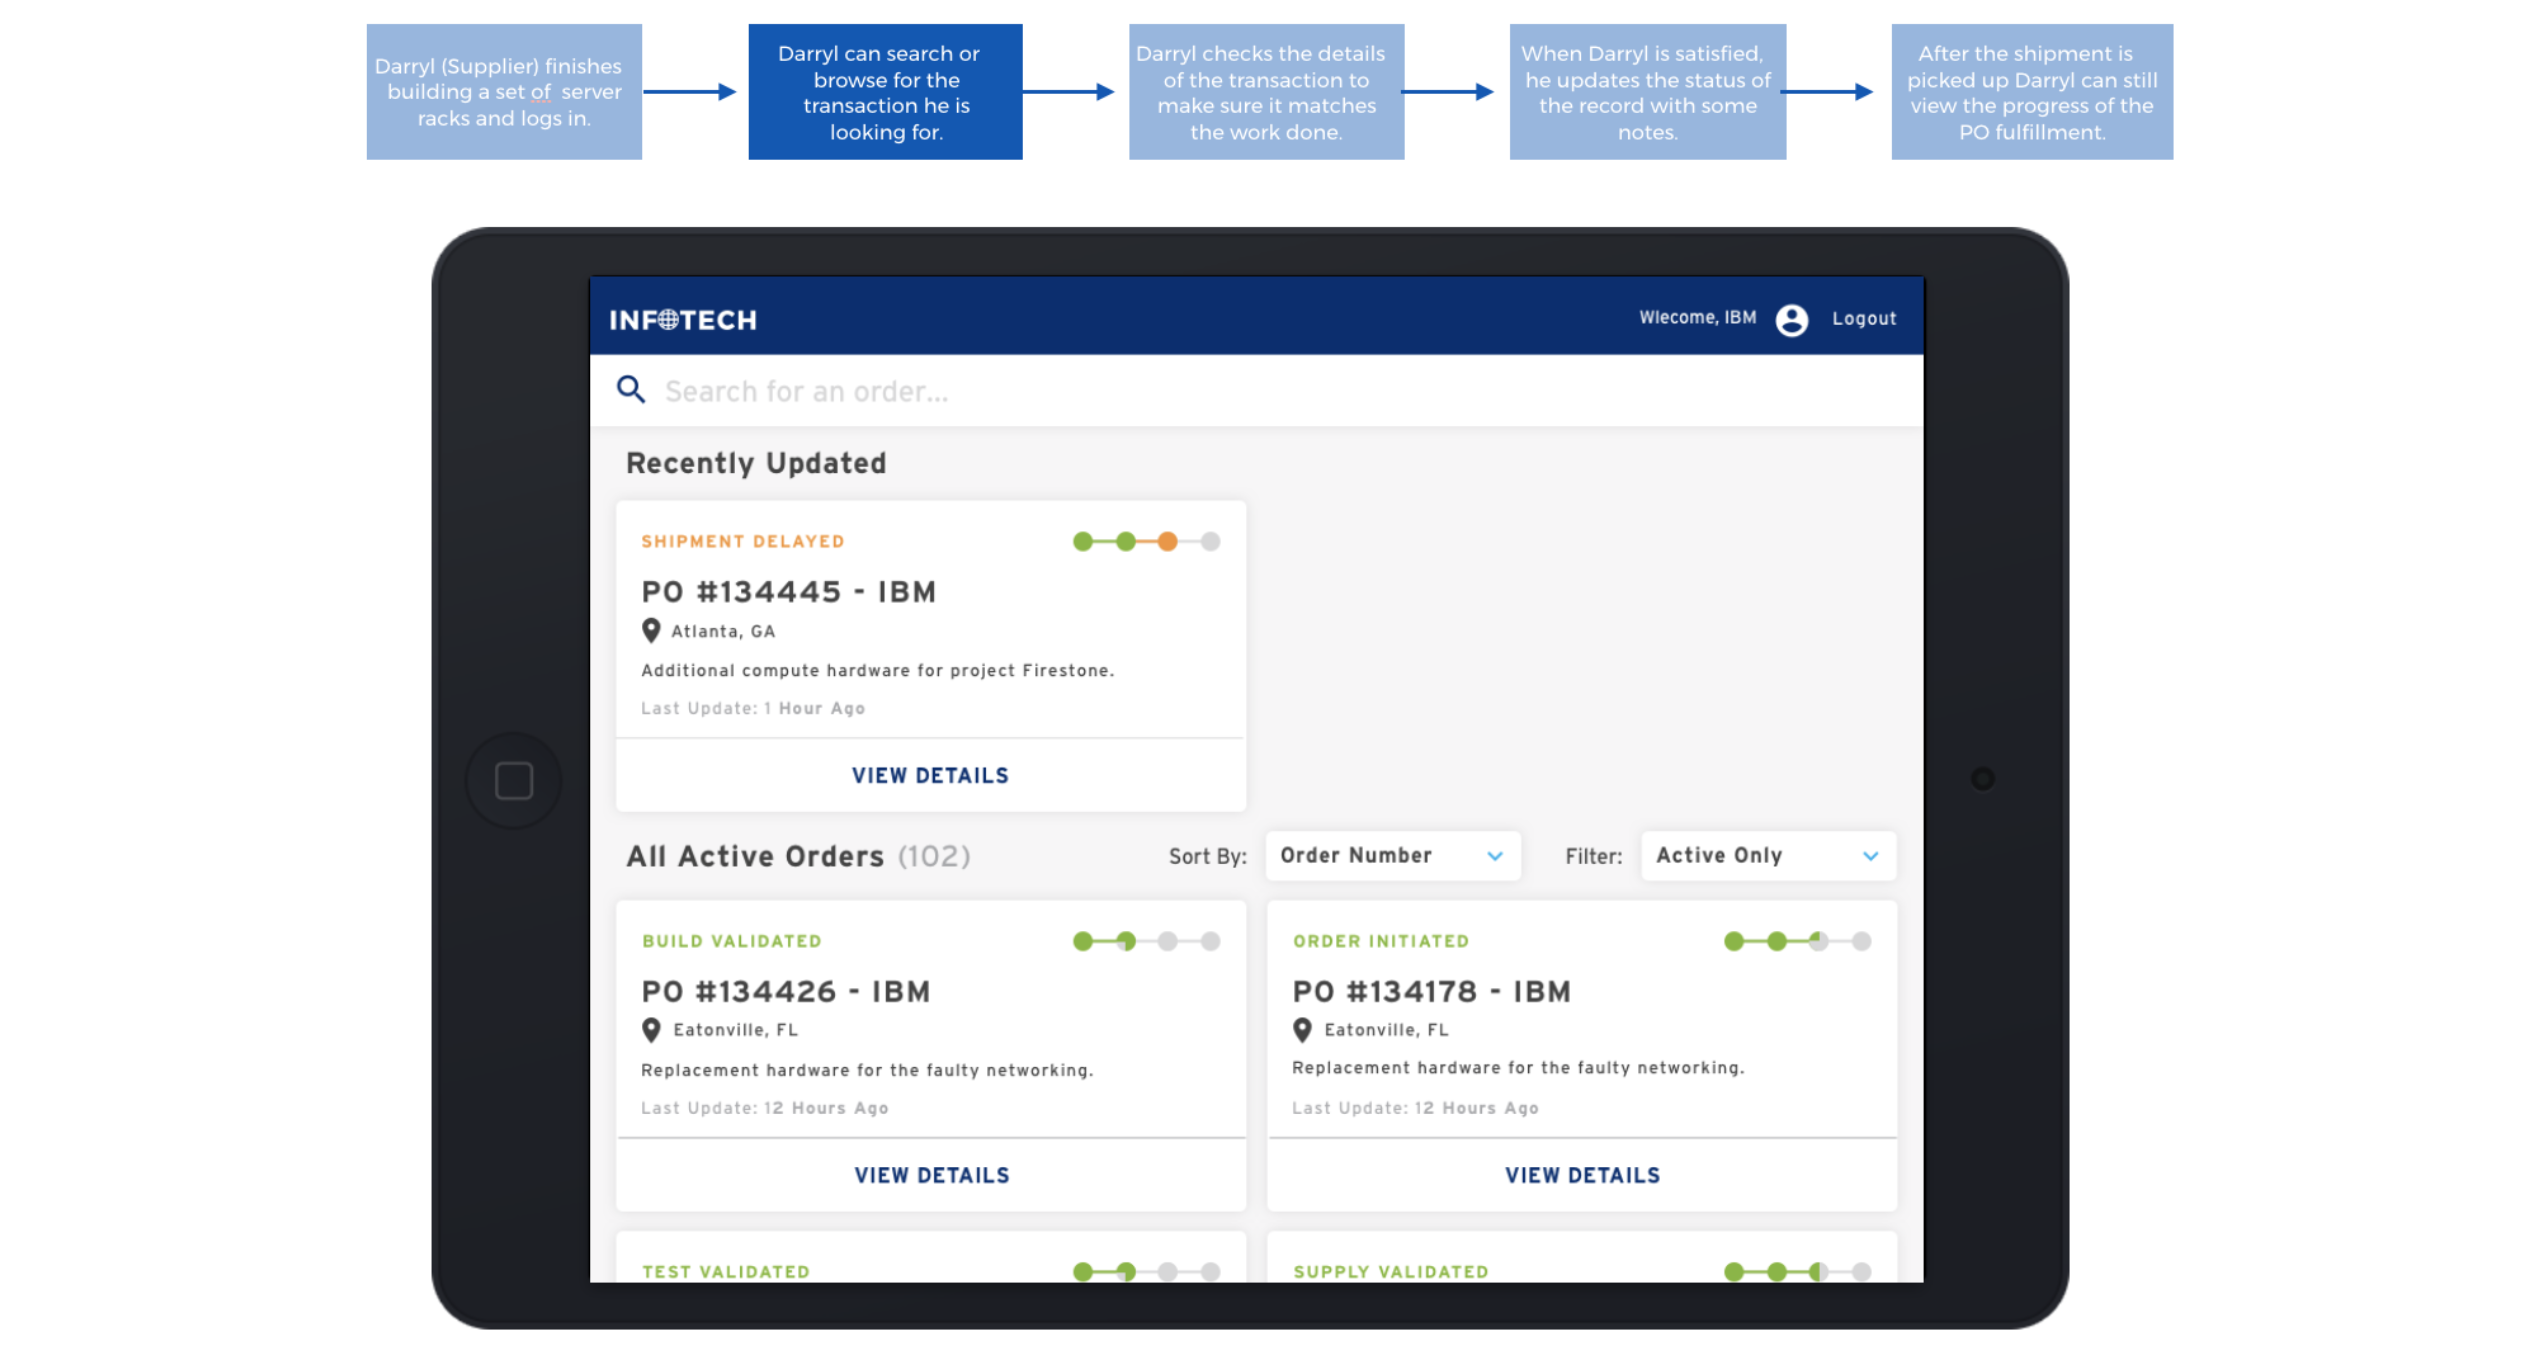 Darryl (Supplier) finishes
building a set of server
racks and logs in.
Darryl can search or
browse for the
transaction he is
looking for.
Darryl checks the details
of the transaction to
make sure it matches
the work done.
When Darryl is satisfied,
he updates the status of
the record with some
notes.
After the shipment is
picked up Darryl can still
view the progress of the
PO fulfillment.
INFOTECH
Wlecome, IBM
Logout
Search for an order...
Recently Updated
SHIPMENT DELAYED
PO #134445 - IBM
Atlanta, GA
Additional compute hardware for project Firestone.
Last Update: 1 Hour Ago
VIEW DETAILS
All Active Orders (102)
Sort By: Order Number
Filter: Active Only
BUILD VALIDATED
PO #134426 - IBM
Eatonville, FL
Replacement hardware for the faulty networking.
Last Update: 12 Hours Ago
VIEW DETAILS
ORDER INITIATED
PO #134178 - IBM
Eatonville, FL
Replacement hardware for the faulty networking.
Last Update: 12 Hours Ago
VIEW DETAILS
TEST VALIDATED
SUPPLY VALIDATED